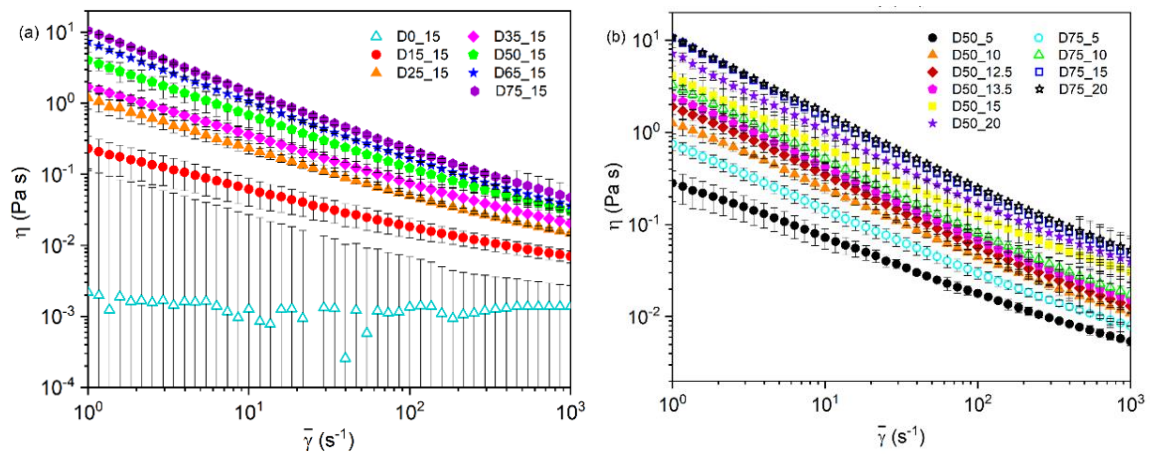 (a)
D0_15
D15_15
D25_15
D35_15
D50_15
D65_15
D75_15
10¹
10⁰
10⁻¹
10⁻²
10⁻³
10⁻⁴
η (Pa s)
10⁰ 10¹ 10² 10³
γ̅ (s⁻¹)
(b)
D50_5
D50_10
D50_12.5
D50_13.5
D50_15
D50_20
D75_5
D75_10
D75_15
D75_20
10¹
10⁰
10⁻¹
10⁻²
η (Pa s)
10⁰ 10¹ 10² 10³
γ̅ (s⁻¹)